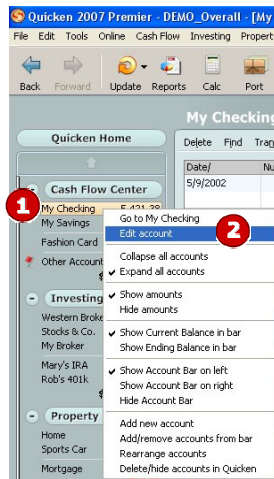 Quicken 2007 Premier - DEMO_Overall - [My
File Edit Tools Online Cash Flow Investing Property
Back Forward Update Reports Calc Port
My Checking
Quicken Home
Delete Find
Date/
5/9/2002
Cash Flow Center
1
My Checking 5,421.38
My Savings
Fashion Card
Other Account
Go to My Checking
Edit account
2
Collapse all accounts
Expand all accounts
Show amounts
Hide amounts
Show Current Balance in bar
Show Ending Balance in bar
Show Account Bar on left
Show Account Bar on right
Hide Account Bar
Add new account
Add/remove accounts from bar
Rearrange accounts
Delete/hide accounts in Quicken
Investing
Western Broke
Stocks & Co.
My Broker
Mary's IRA
Rob's 401k
$
Property
Home
Sports Car
Mortgage